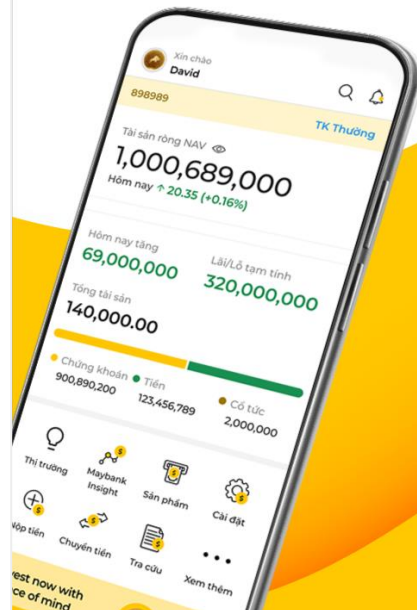 Xin chào
David
898989
TK Thường
Tài sản ròng NAV
1,000,689,000
Hôm nay ↑ 20.35 (+0.16%)
Hôm nay tăng
Lãi/Lỗ tạm tính
69,000,000
320,000,000
Tổng tài sản
140,000.00
Chứng khoán
Tiền
Cổ tức
900,890,200
123,456,789
2,000,000
Thị trường
Maybank
Insight
Sản phẩm
Cài đặt
Nộp tiền
Chuyển tiền
Tra cứu
Xem thêm
now with
of mind